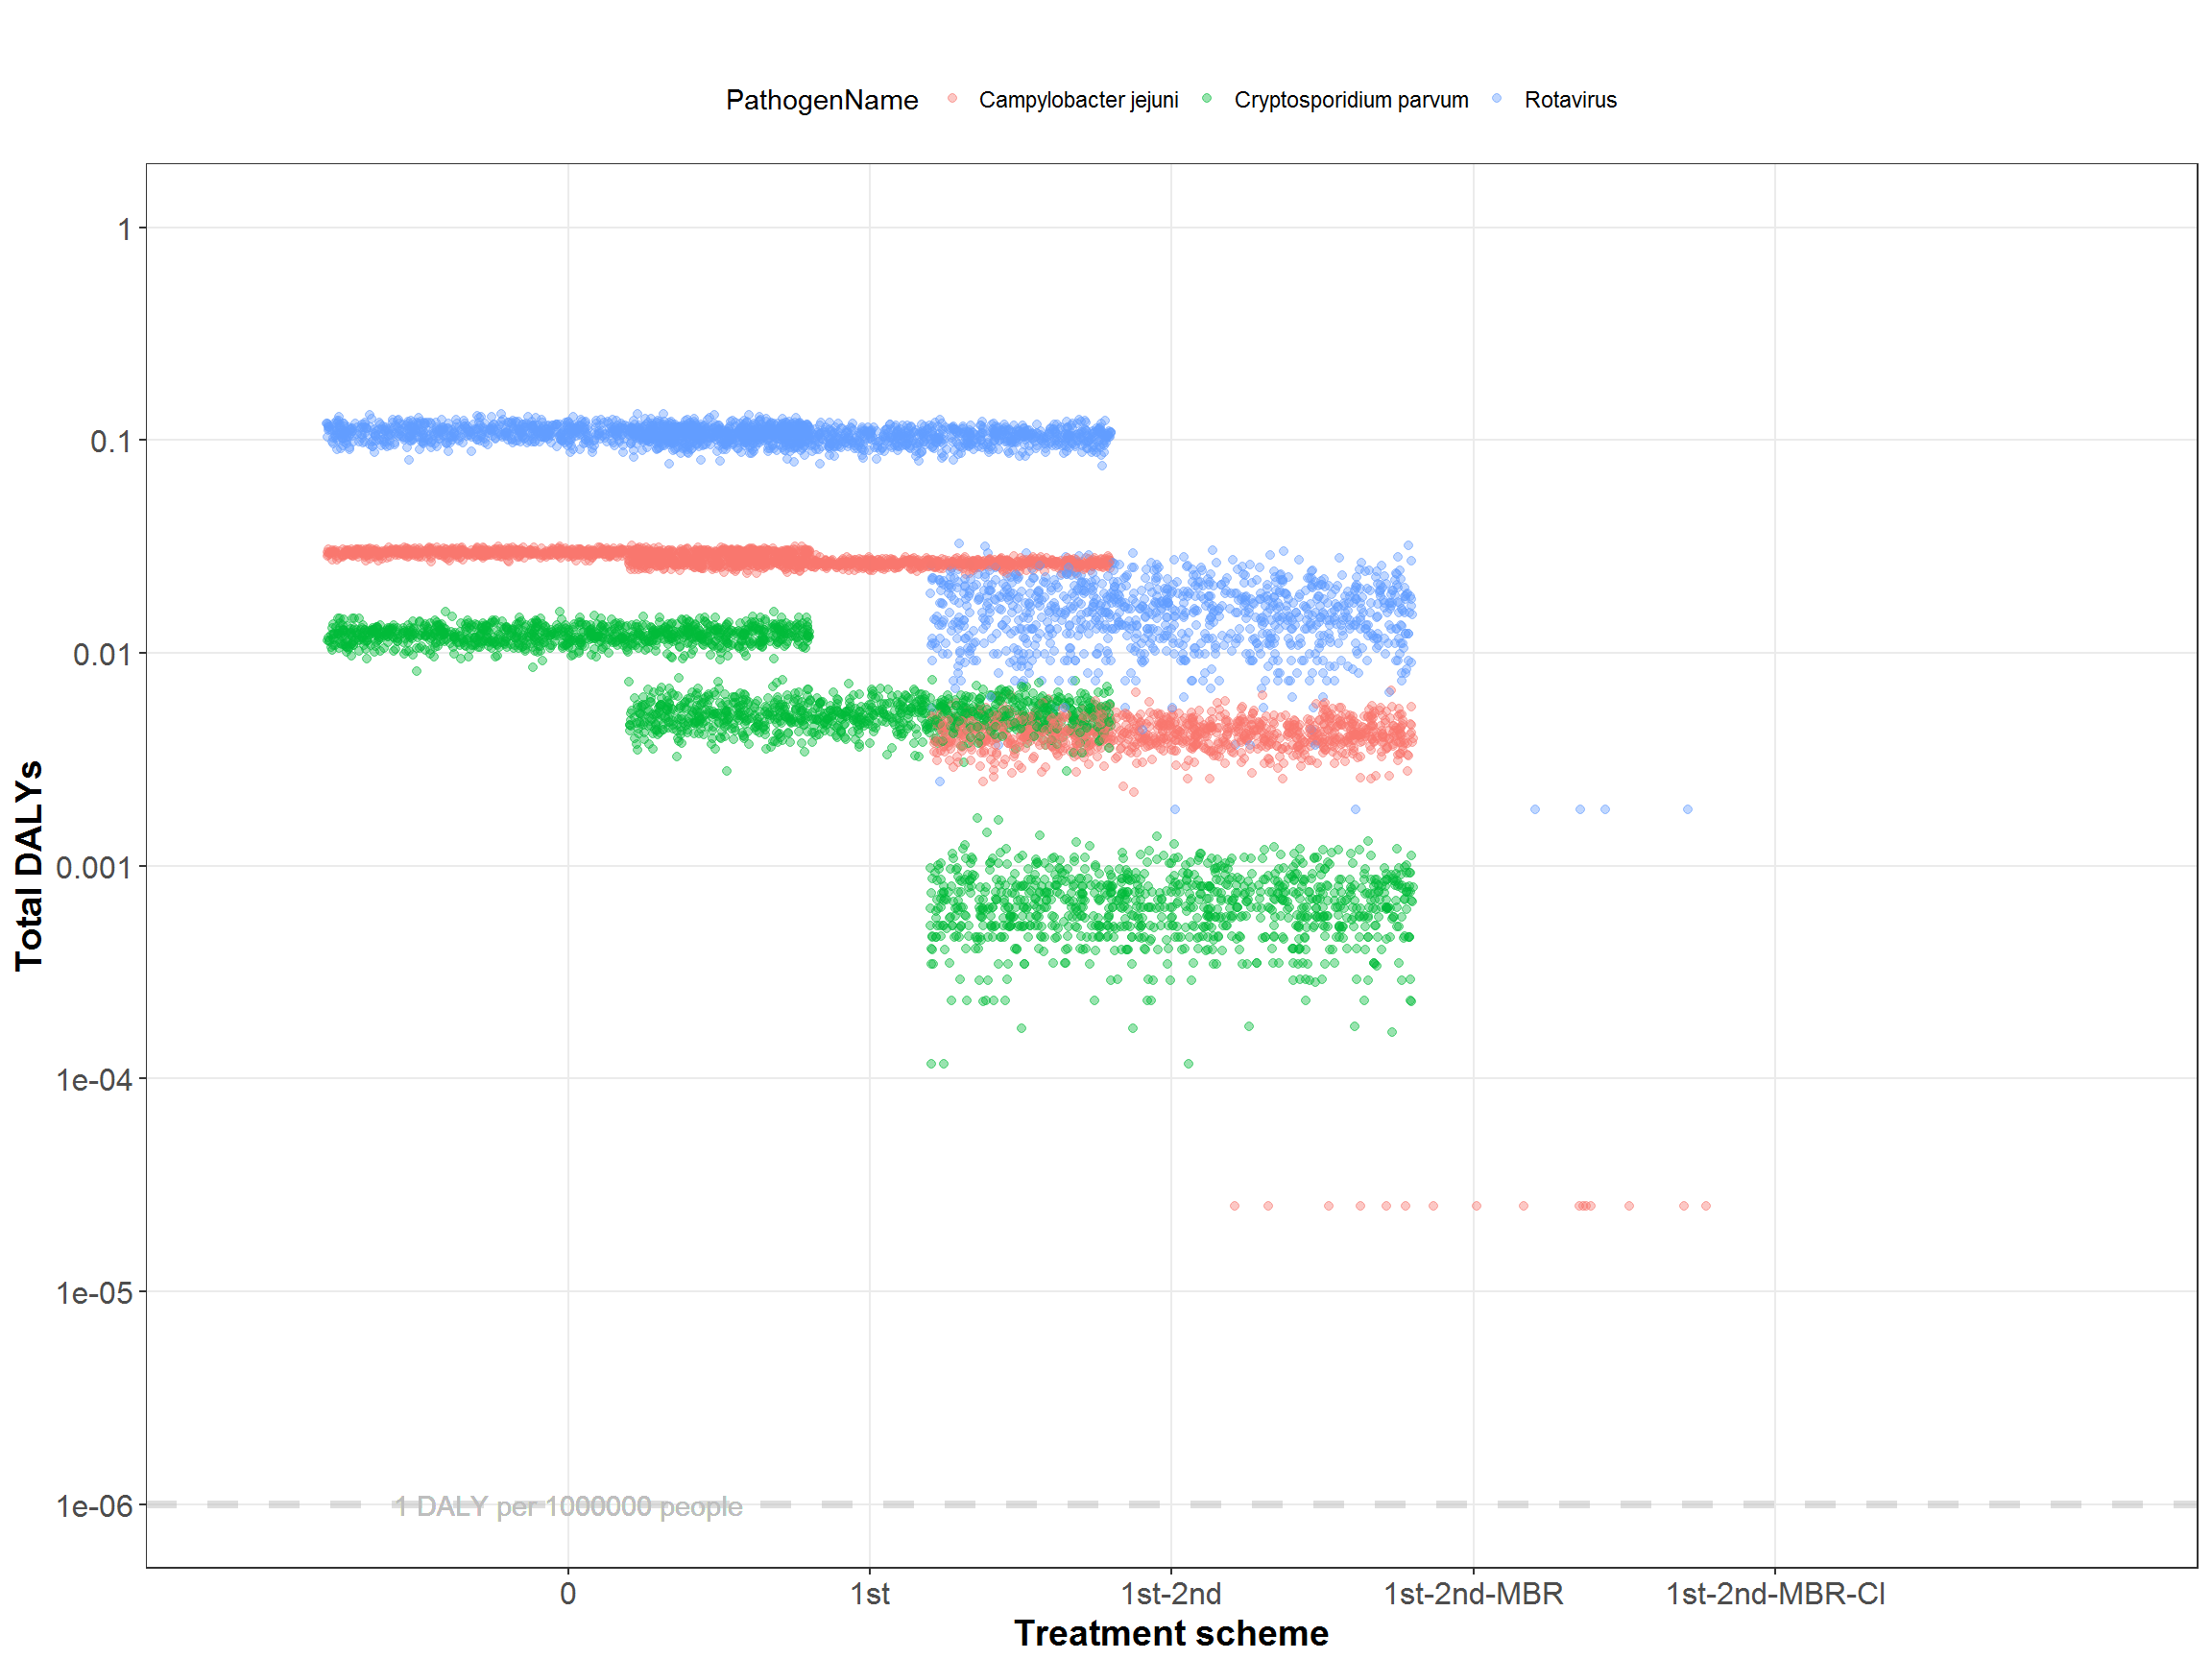 PathogenName Campylobacter jejuni Cryptosporidium parvum Rotavirus
1
0.1
0.01
0.001
1e-04
1e-05
1e-06
Total DALYs
1 DALY per 1000000 people
0 1st 1st-2nd 1st-2nd-MBR 1st-2nd-MBR-Cl
Treatment scheme